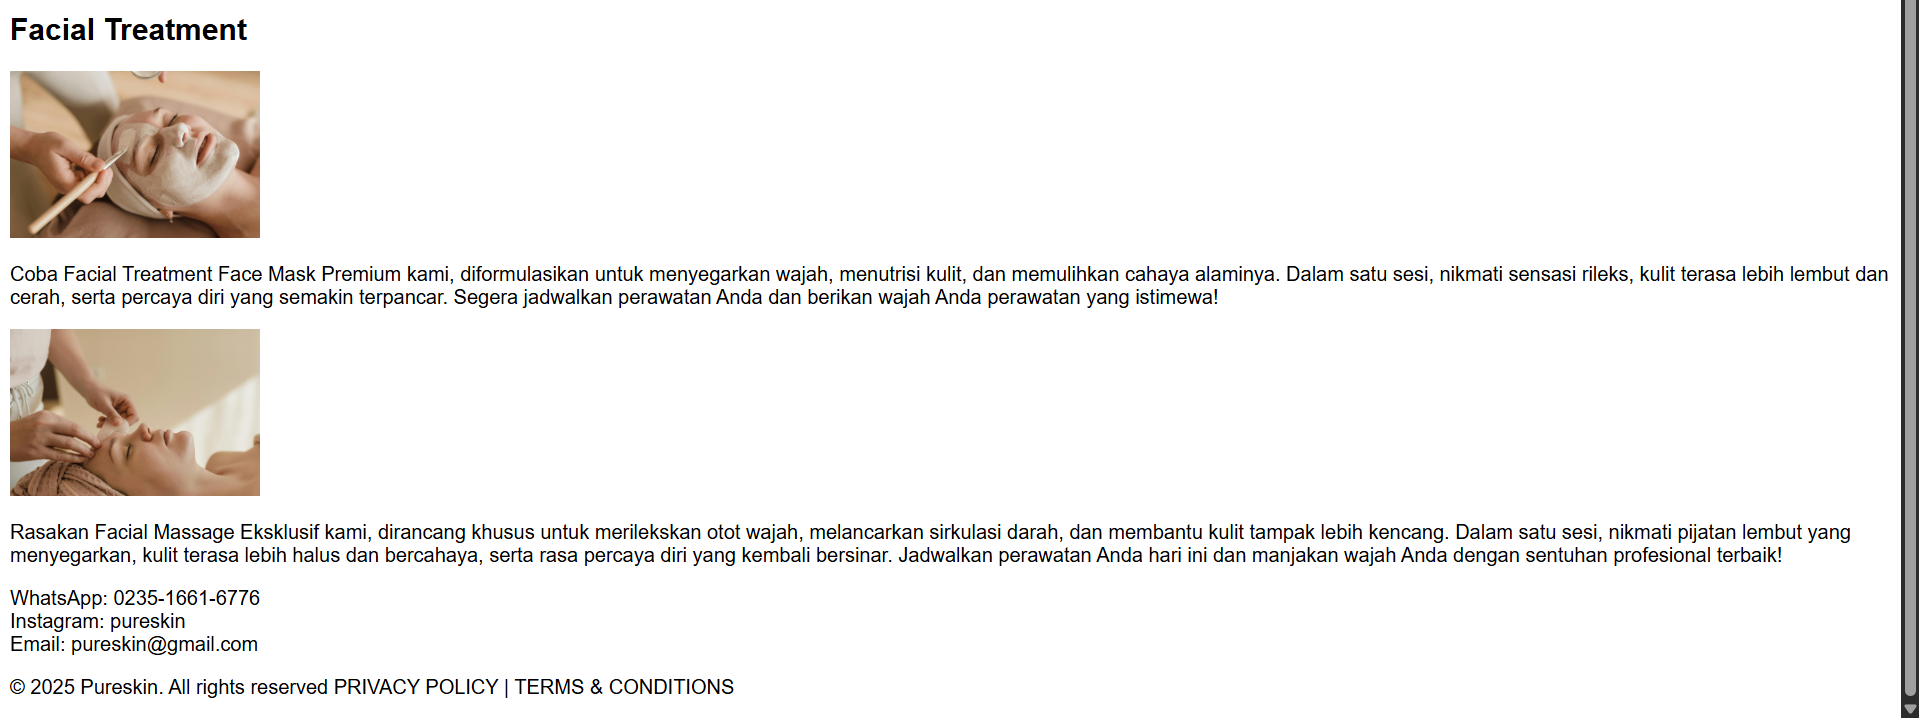 Facial Treatment
Coba Facial Treatment Face Mask Premium kami, diformulasikan untuk menyegarkan wajah, menutrisi kulit, dan memulihkan cahaya alaminya. Dalam satu sesi, nikmati sensasi rileks, kulit terasa lebih lembut dan
cerah, serta percaya diri yang semakin terpancar. Segera jadwalkan perawatan Anda dan berikan wajah Anda perawatan yang istimewa!
Rasakan Facial Massage Eksklusif kami, dirancang khusus untuk merilekskan otot wajah, melancarkan sirkulasi darah, dan membantu kulit tampak lebih kencang. Dalam satu sesi, nikmati pijatan lembut yang
menyegarkan, kulit terasa lebih halus dan bercahaya, serta rasa percaya diri yang kembali bersinar. Jadwalkan perawatan Anda hari ini dan manjakan wajah Anda dengan sentuhan profesional terbaik!
WhatsApp: 0235-1661-6776
Instagram: pureskin
Email: pureskin@gmail.com
© 2025 Pureskin. All rights reserved PRIVACY POLICY | TERMS & CONDITIONS